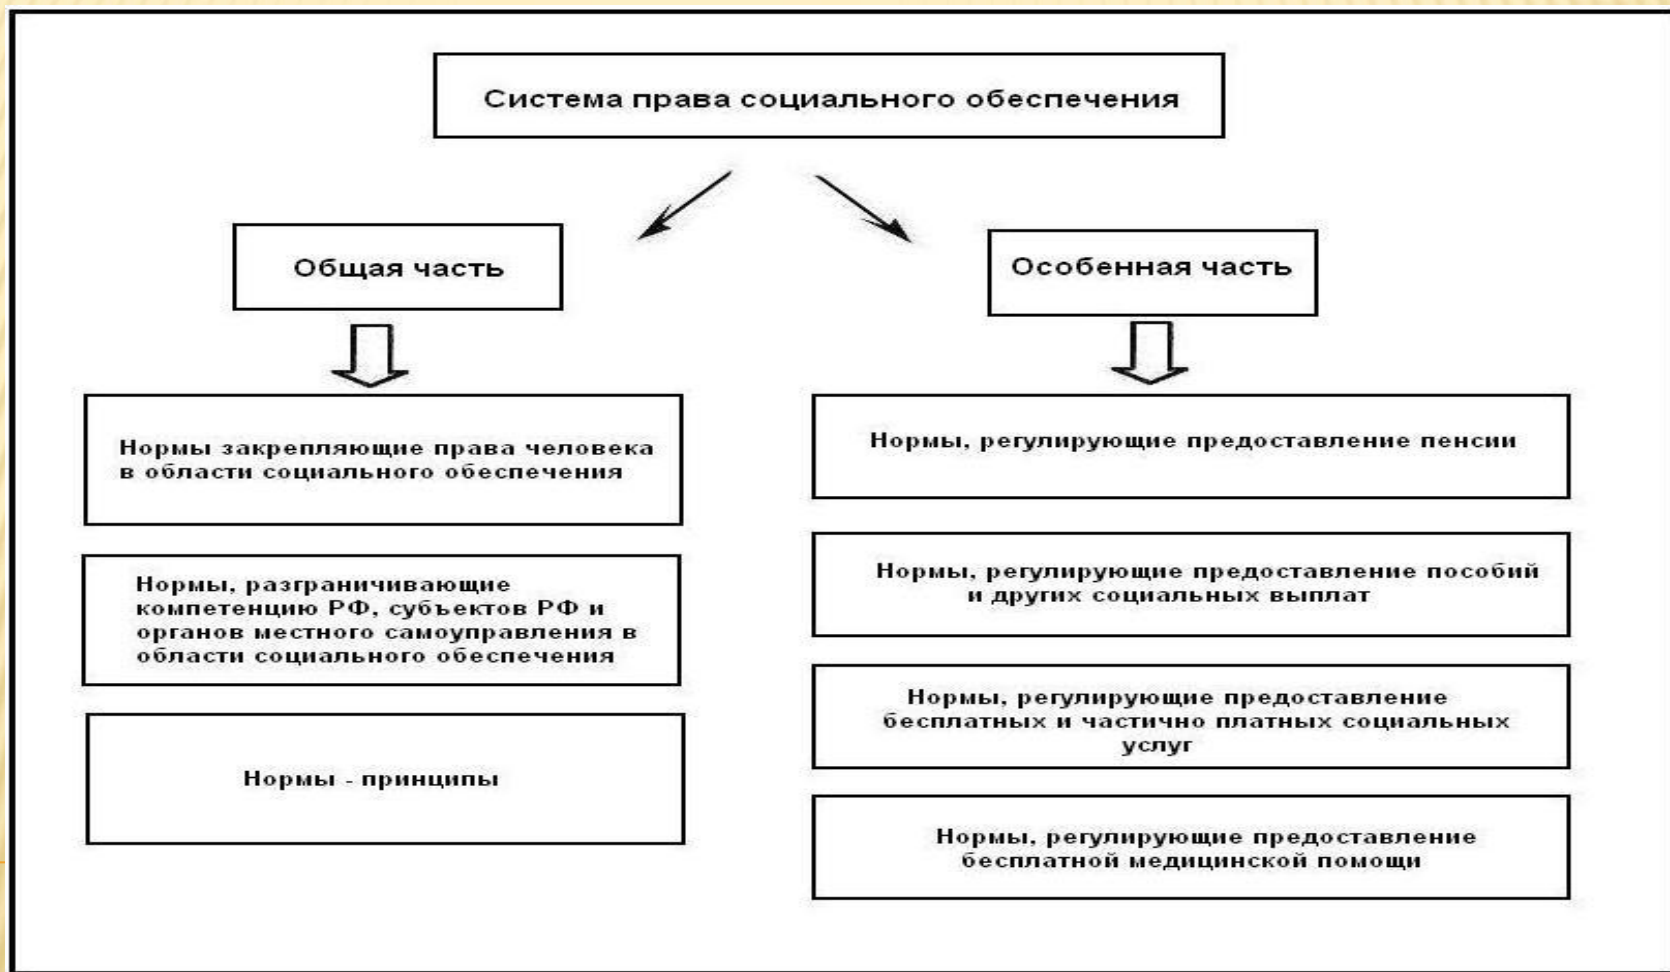 Система права социального обеспечения
Общая часть
Нормы закрепляющие права человека
в области социального обеспечения
Нормы, разграничивающие
компетенцию РФ, субъектов РФ и
органов местного самоуправления в
области социального обеспечения
Нормы - принципы
Особенная часть
Нормы, регулирующие предоставление пенсии
Нормы, регулирующие предоставление пособий
и других социальных выплат
Нормы, регулирующие предоставление
бесплатных и частично платных социальных
услуг
Нормы, регулирующие предоставление
бесплатной медицинской помощи